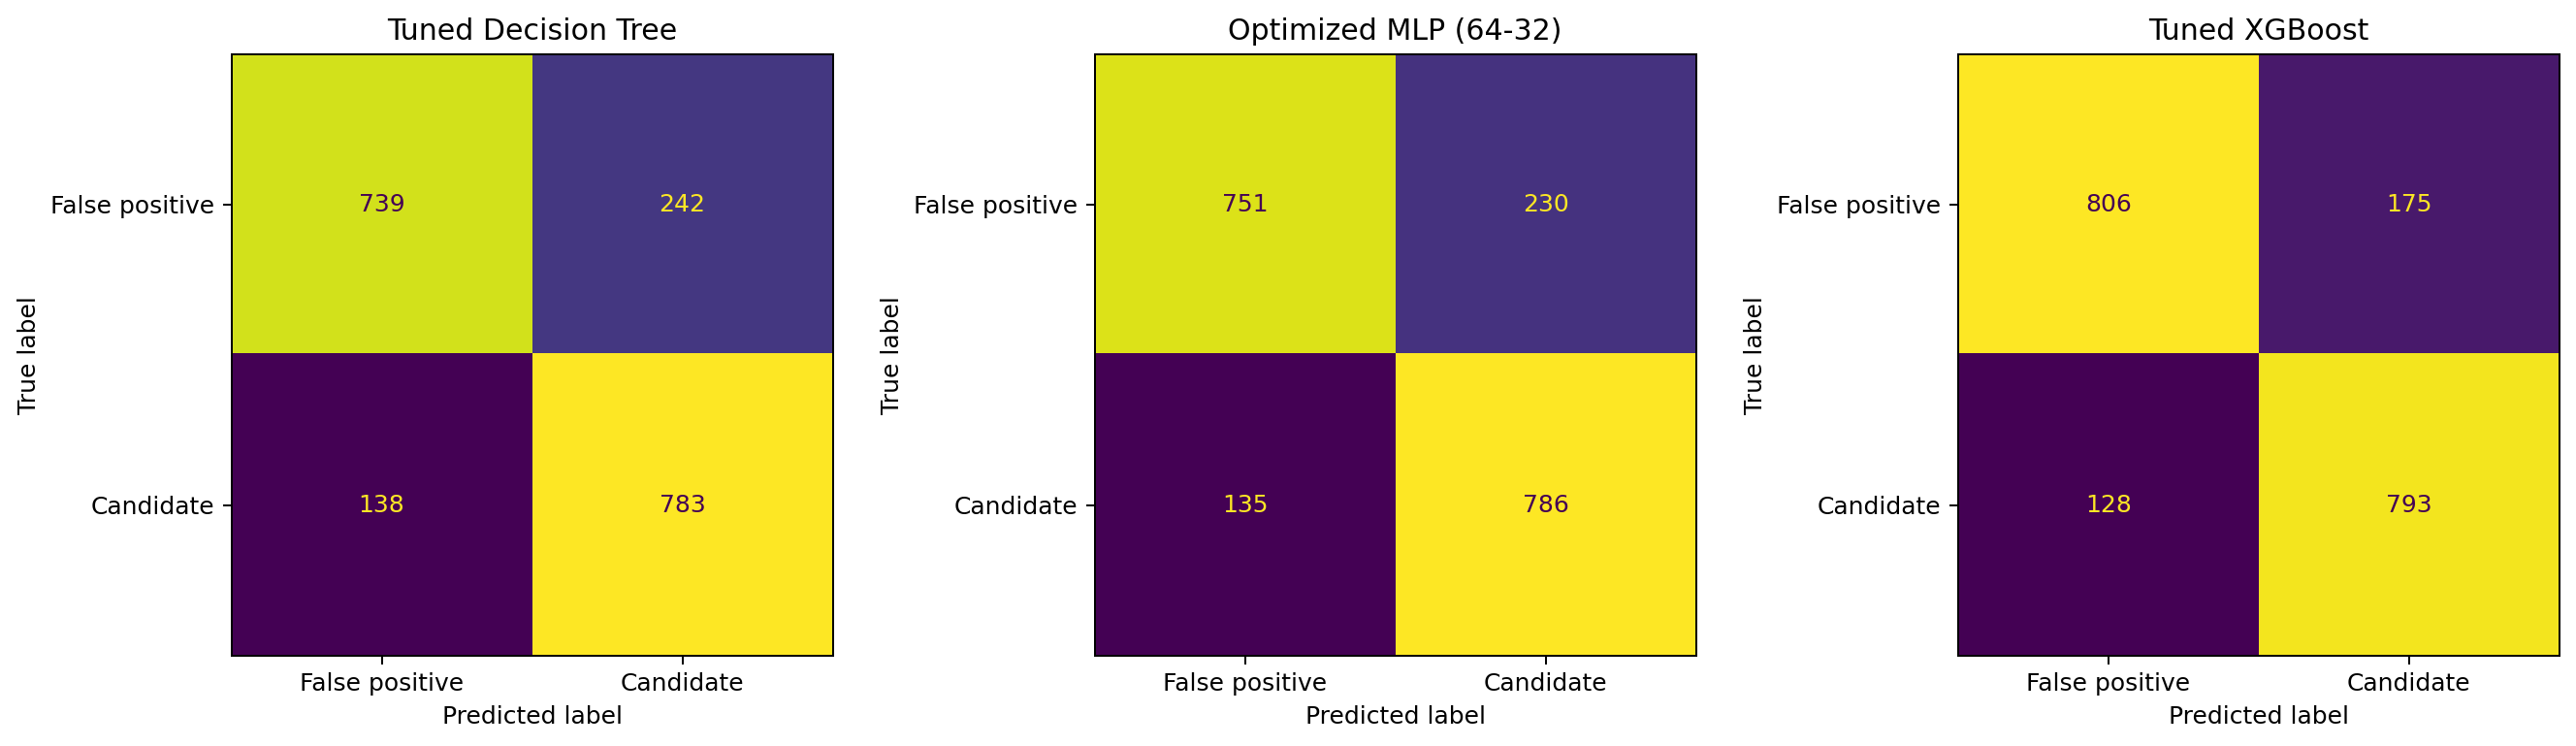 Tuned Decision Tree
True label
False positive
739
242
Candidate
138
783
False positive
Candidate
Predicted label
Optimized MLP (64-32)
True label
False positive
751
230
Candidate
135
786
False positive
Candidate
Predicted label
Tuned XGBoost
True label
False positive
806
175
Candidate
128
793
False positive
Candidate
Predicted label